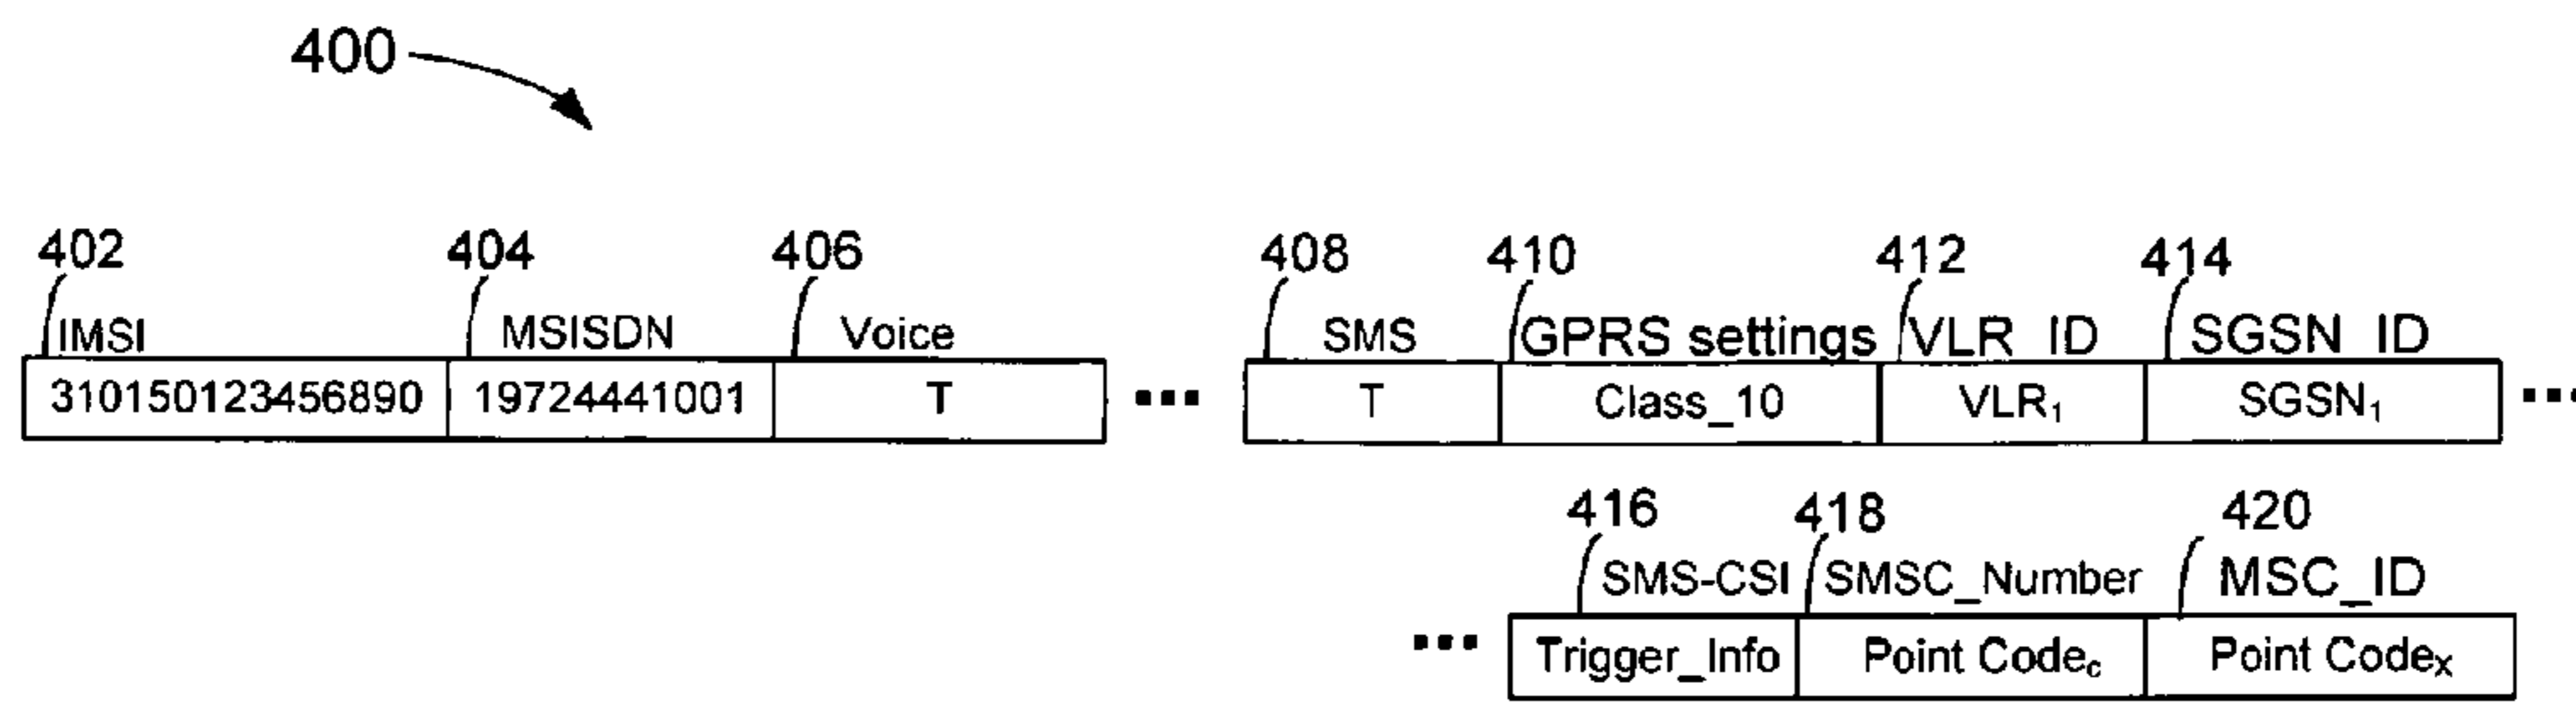 400
402 404 406 408 410 412 414
IMSI MSISDN Voice SMS GPRS settings VLR_ID SGSN_ID
310150123456890 19724441001 T ... T Class_10 VLR₁ SGSN₁ ...
416 418 420
SMS-CSI SMSC_Number MSC_ID
... Trigger_Info Point Code꜀ Point Codeₓ